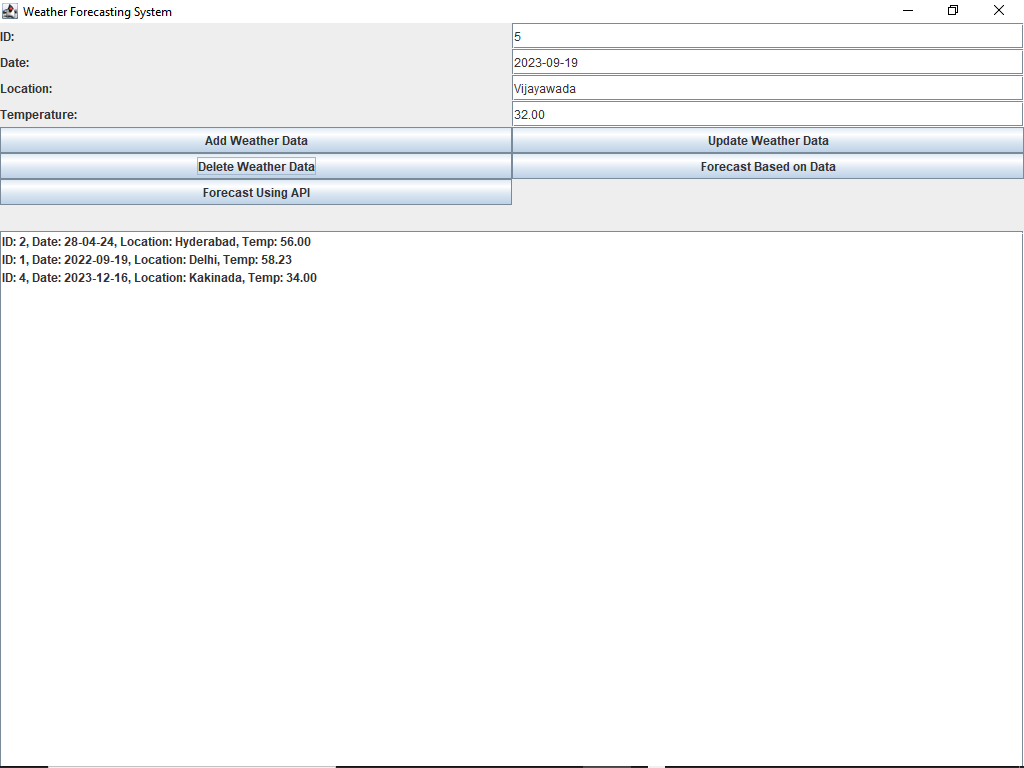 Weather Forecasting System
ID: 5
Date: 2023-09-19
Location: Vijayawada
Temperature: 32.00
Add Weather Data Update Weather Data
Delete Weather Data Forecast Based on Data
Forecast Using API
ID: 2, Date: 28-04-24, Location: Hyderabad, Temp: 56.00
ID: 1, Date: 2022-09-19, Location: Delhi, Temp: 58.23
ID: 4, Date: 2023-12-16, Location: Kakinada, Temp: 34.00